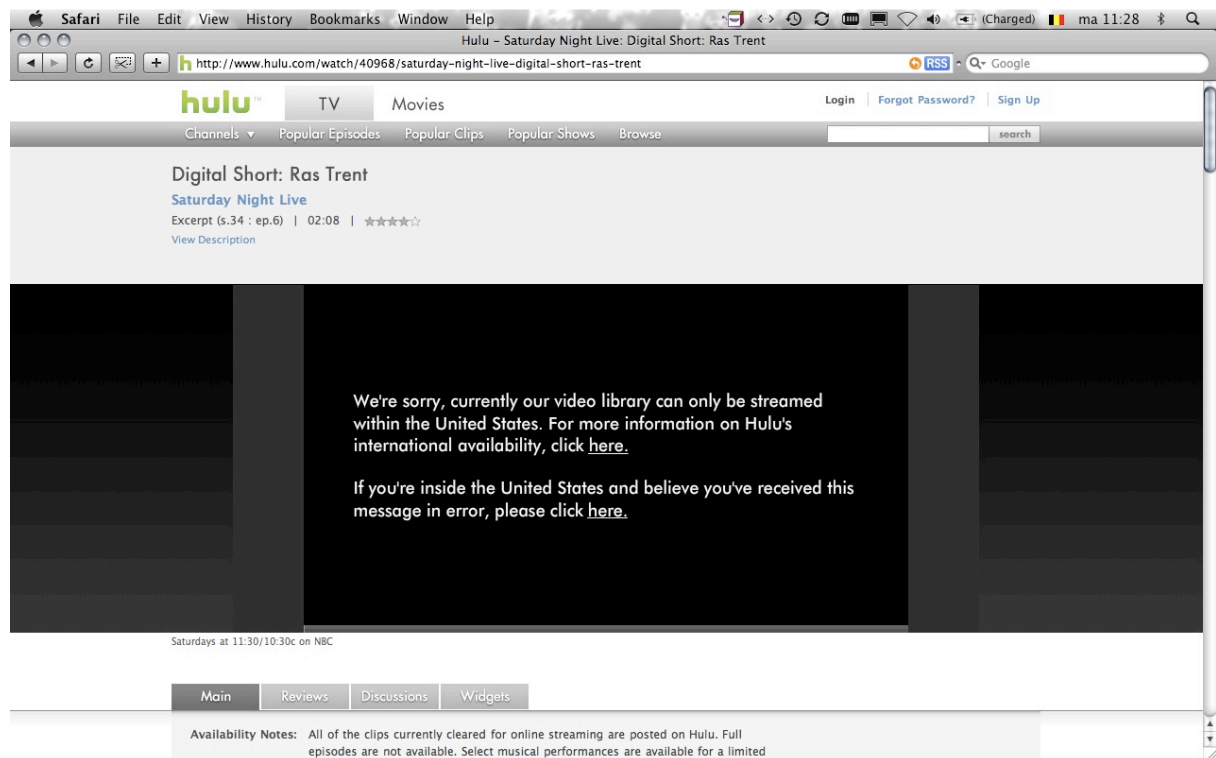 Safari File Edit View History Bookmarks Window Help (Charged) ma 11:28
Hulu – Saturday Night Live: Digital Short: Ras Trent
http://www.hulu.com/watch/40968/saturday-night-live-digital-short-ras-trent RSS Google
hulu™ TV Movies Login Forgot Password? Sign Up
Channels ▼ Popular Episodes Popular Clips Popular Shows Browse search
Digital Short: Ras Trent
Saturday Night Live
Excerpt (s.34 : ep.6) | 02:08 |
View Description
We're sorry, currently our video library can only be streamed
within the United States. For more information on Hulu's
international availability, click here.
If you're inside the United States and believe you've received this
message in error, please click here.
Saturdays at 11:30/10:30c on NBC
Main Reviews Discussions Widgets
Availability Notes: All of the clips currently cleared for online streaming are posted on Hulu. Full
episodes are not available. Select musical performances are available for a limited